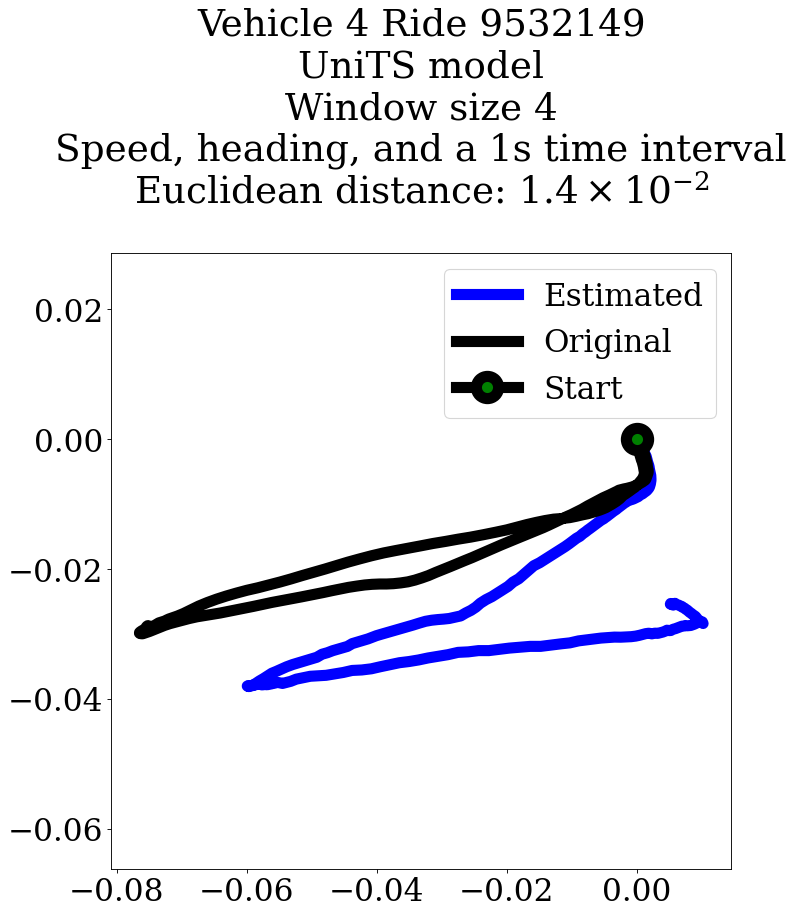 Vehicle 4 Ride 9532149
UniTS model
Window size 4
Speed, heading, and a 1s time interval
Euclidean distance: 1.4 × 10⁻²
Estimated
Original
Start
0.02
0.00
−0.02
−0.04
−0.06
−0.08 −0.06 −0.04 −0.02 0.00